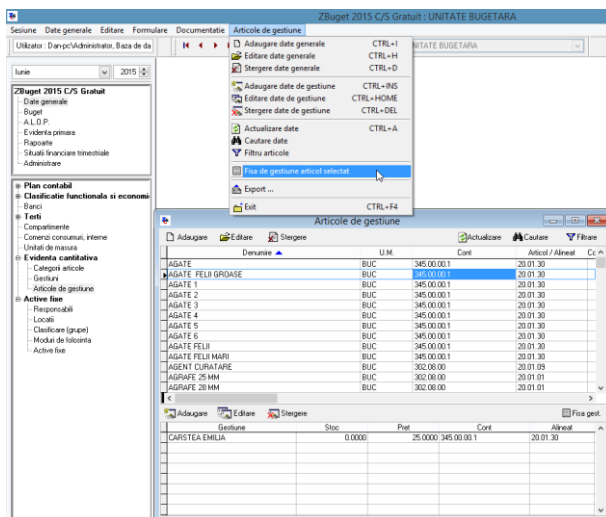 ZBuget 2015 C/S Gratuit : UNITATE BUGETARA
Sesiune Date generale Editare Formulare Documentatie Articole de gestiune
Utilizator : Dan-pc\Administrator, Baza de da
NITATE BUGETARA
Adaugare date generale CTRL+I
Editare date generale CTRL+H
Stergere date generale CTRL+D
Adaugare date de gestiune CTRL+INS
Editare date de gestiune CTRL+HOME
Stergere date de gestiune CTRL+DEL
Actualizare date CTRL+A
Cautare date
Filtru articole
Fisa de gestiune articol selectat
Export ...
Exit CTRL+F4
Iunie 2015
ZBuget 2015 C/S Gratuit
Date generale
Buget
A.L.O.P.
Evidenta primara
Rapoarte
Situatii financiare trimestriale
Administrare
Plan contabil
Clasificatie functionala si economi
Banci
Terti
Compartimente
Comenzi consumuri, interne
Unitati de masura
Evidenta cantitativa
Categorii articole
Gestiuni
Articole de gestiune
Active fixe
Responsabili
Locatii
Clasificare (grupe)
Moduri de folosinta
Active fixe
Articole de gestiune
Adaugare Editare Stergere Actualizare Cautare Filtrare
Denumire U.M. Cont Articol / Alineat Cc
AGATE BUC 345.00.00.1 20.01.30
AGATE FELII GROASE BUC 345.00.00.1 20.01.30
AGATE 1 BUC 345.00.00.1 20.01.30
AGATE 2 BUC 345.00.00.1 20.01.30
AGATE 3 BUC 345.00.00.1 20.01.30
AGATE 4 BUC 345.00.00.1 20.01.30
AGATE 5 BUC 345.00.00.1 20.01.30
AGATE 6 BUC 345.00.00.1 20.01.30
AGATE FELII BUC 345.00.00.1 20.01.30
AGATE FELII MARI BUC 345.00.00.1 20.01.30
AGENT CURATARE BUC 302.08.00 20.01.09
AGRAFE 25 MM BUC 302.08.00 20.01.01
AGRAFE 28 MM BUC 302.08.00 20.01.01
Adaugare Editare Stergere Fisa gest.
Gestiune Stoc Pret Cont Alineat
CARSTEA EMILIA 0.0000 25.0000 345.00.00.1 20.01.30